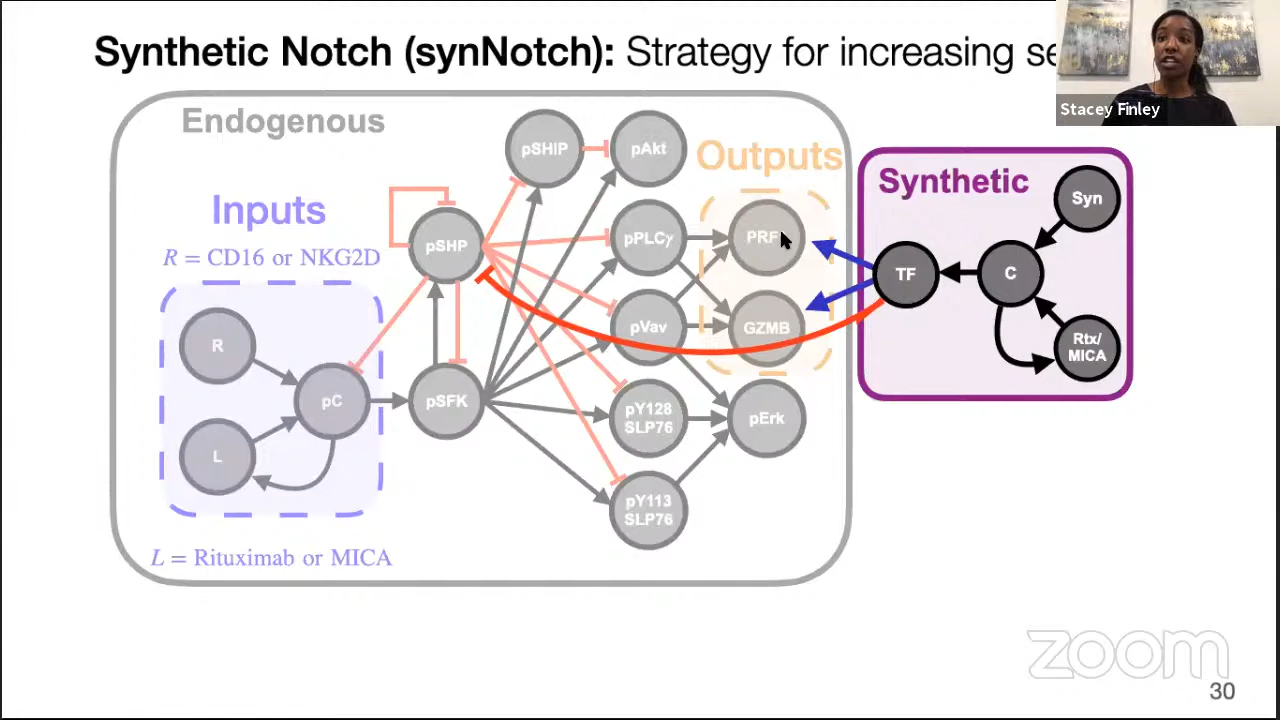 Synthetic Notch (synNotch): Strategy for increasing
Stacey Finley
Endogenous
Inputs
R = CD16 or NKG2D
R
L
pC
L = Rituximab or MICA
pSHP
pSFK
pSHIP
pAkt
pPLCγ
pVav
pY128
SLP76
pY113
SLP76
Outputs
PRF
GZMB
pErk
Synthetic
Syn
TF
C
Rtx/
MICA
zoom
30